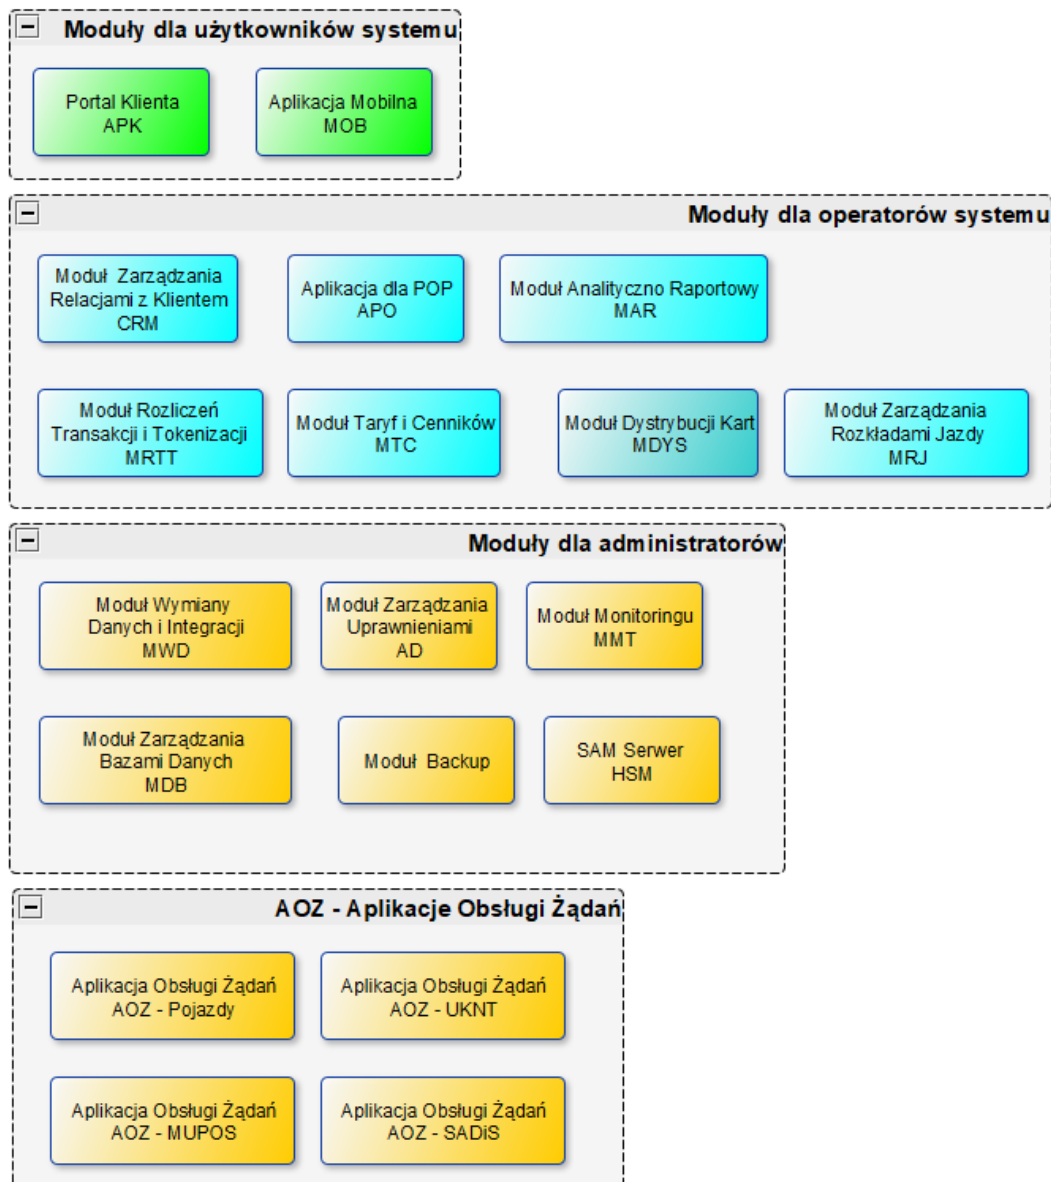 Moduły dla użytkowników systemu
Portal Klienta
APK
Aplikacja Mobilna
MOB
Moduły dla operatorów systemu
Moduł Zarządzania
Relacjami z Klientem
CRM
Aplikacja dla POP
APO
Moduł Analityczno Raportowy
MAR
Moduł Rozliczeń
Transakcji i Tokenizacji
MRTT
Moduł Taryf i Cenników
MTC
Moduł Dystrybucji Kart
MDYS
Moduł Zarządzania
Rozkładami Jazdy
MRJ
Moduły dla administratorów
Moduł Wymiany
Danych i Integracji
MWD
Moduł Zarządzania
Uprawnieniami
AD
Moduł Monitoringu
MMT
Moduł Zarządzania
Bazami Danych
MDB
Moduł Backup
SAM Serwer
HSM
AOZ - Aplikacje Obsługi Żądań
Aplikacja Obsługi Żądań
AOZ - Pojazdy
Aplikacja Obsługi Żądań
AOZ - UKNT
Aplikacja Obsługi Żądań
AOZ - MUPOS
Aplikacja Obsługi Żądań
AOZ - SADiS